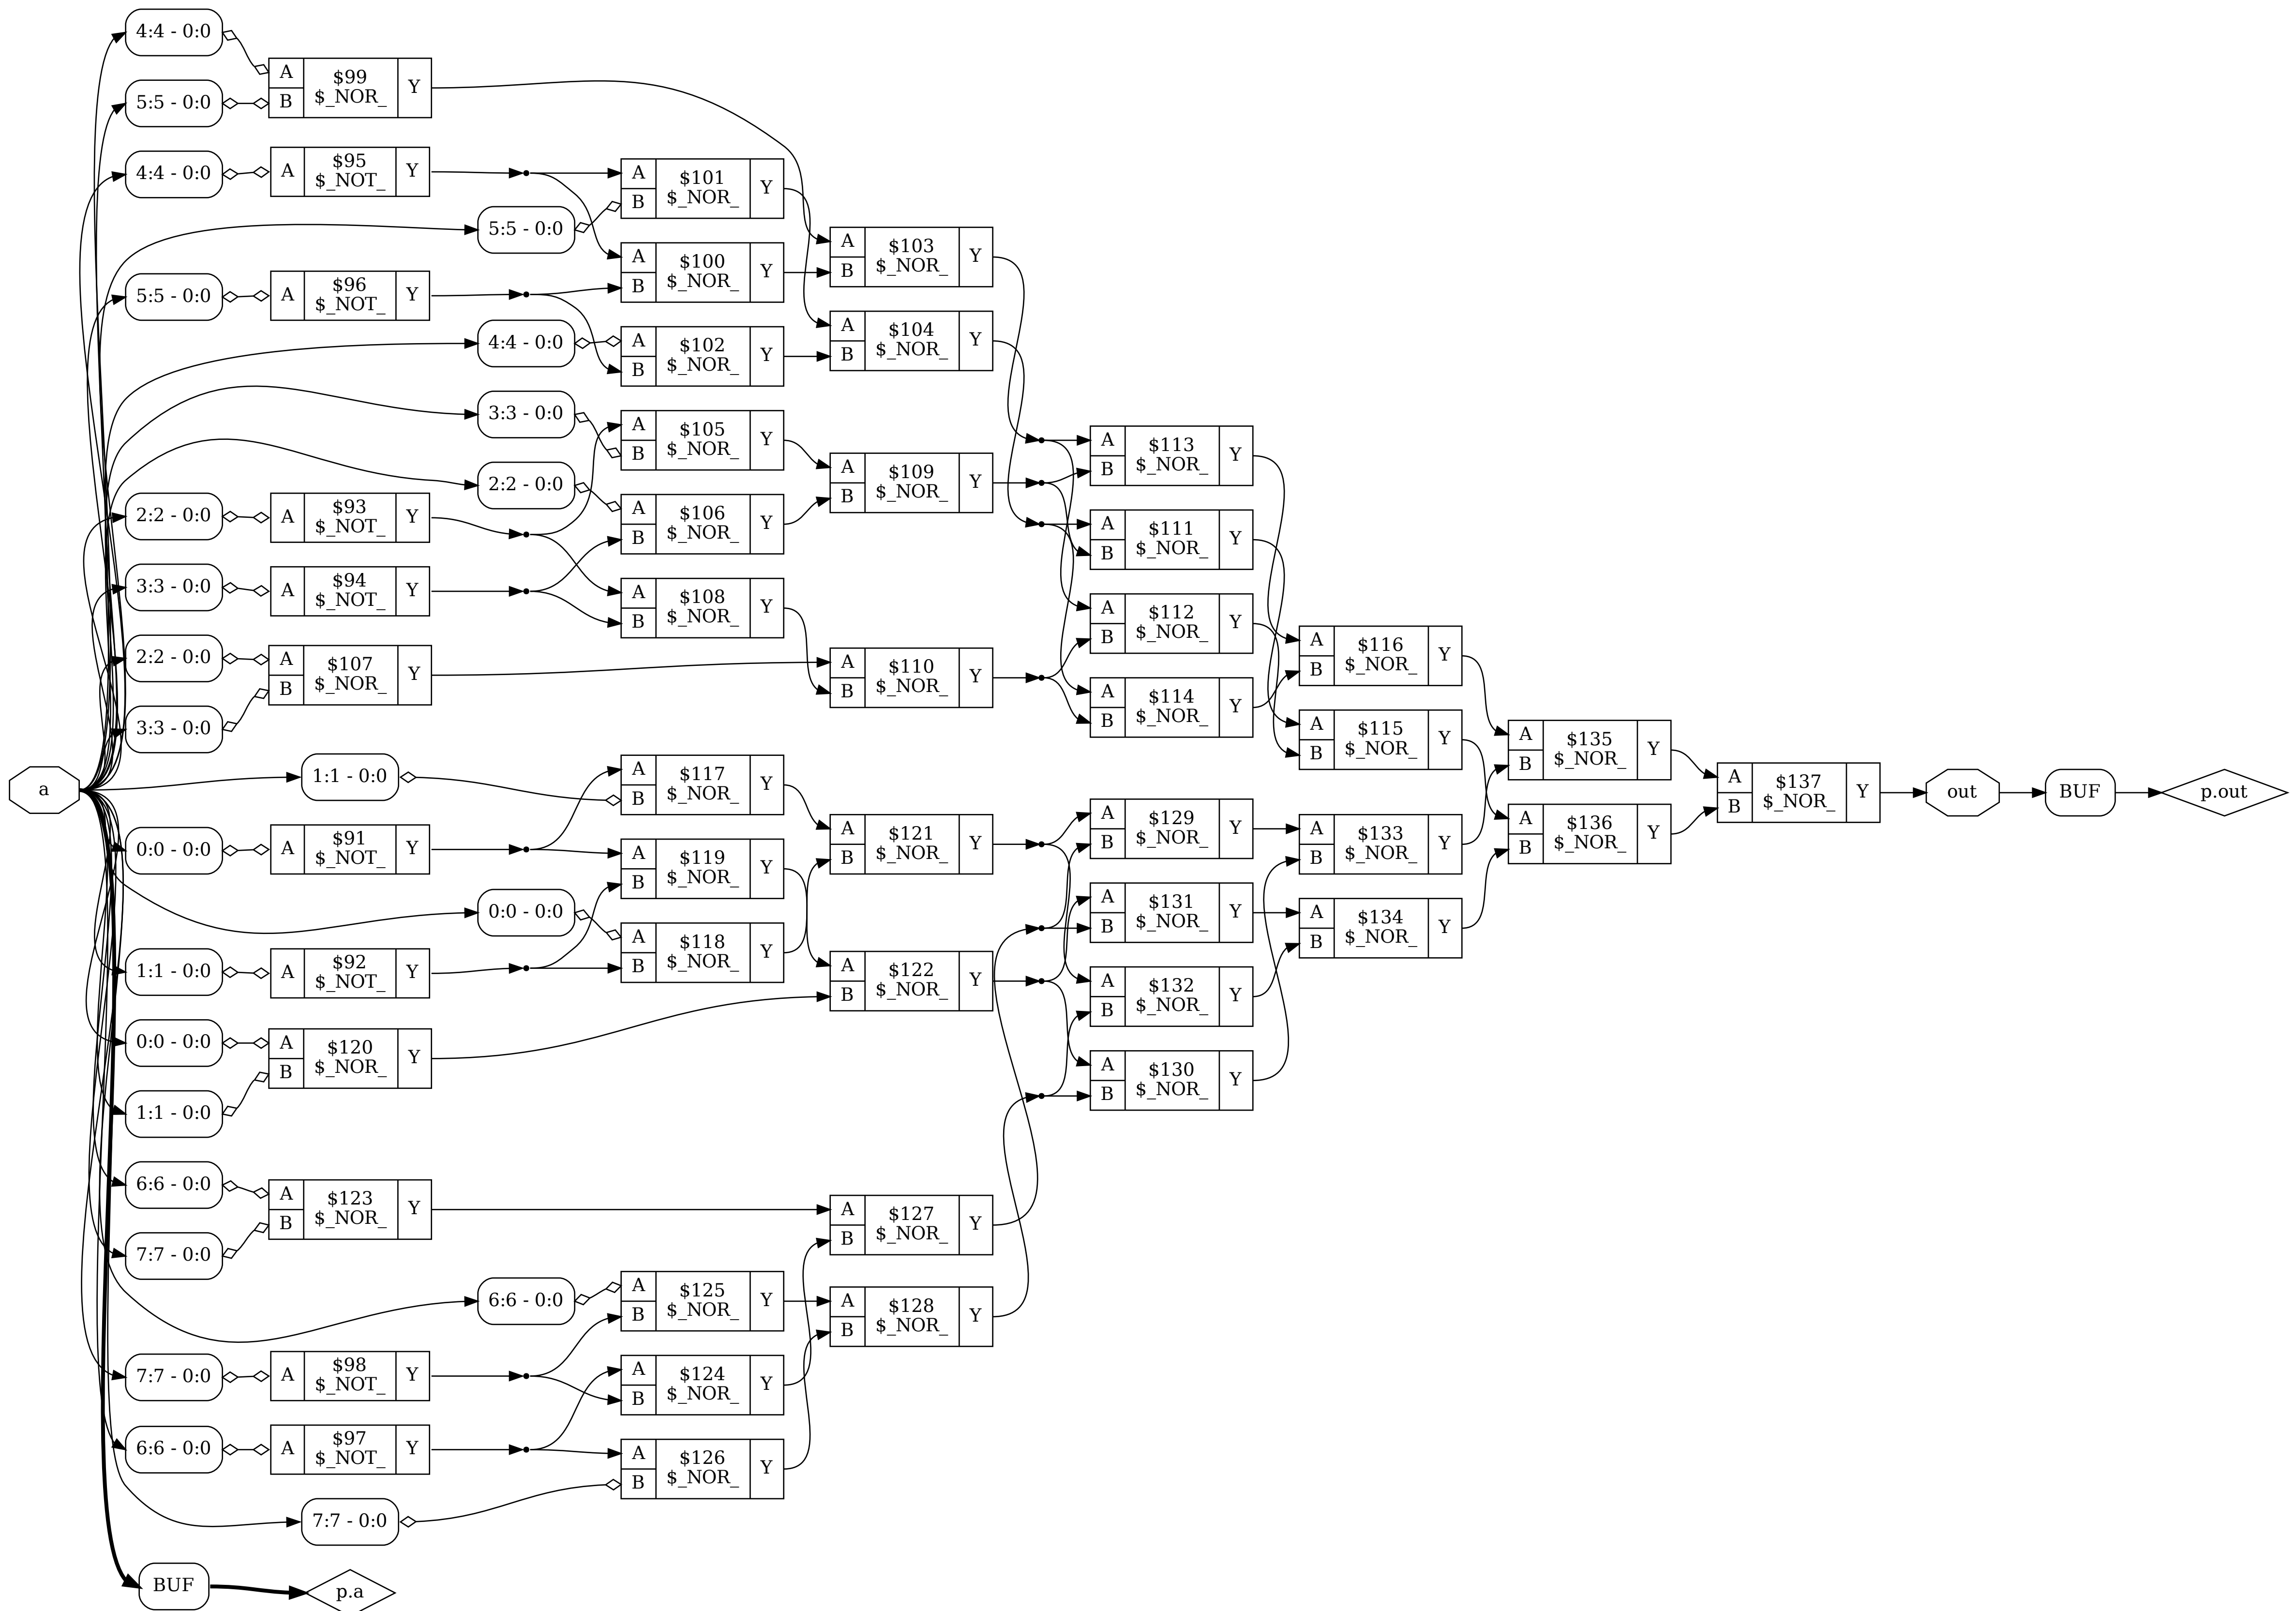 4:4 - 0:0
5:5 - 0:0
A
B
$99
$_NOR_
Y
4:4 - 0:0
A
$95
$_NOT_
Y
5:5 - 0:0
A
B
$101
$_NOR_
Y
A
B
$100
$_NOR_
Y
A
B
$103
$_NOR_
Y
5:5 - 0:0
A
$96
$_NOT_
Y
4:4 - 0:0
A
B
$102
$_NOR_
Y
A
B
$104
$_NOR_
Y
3:3 - 0:0
A
B
$105
$_NOR_
Y
2:2 - 0:0
A
B
$106
$_NOR_
Y
A
B
$109
$_NOR_
Y
A
B
$113
$_NOR_
Y
2:2 - 0:0
A
$93
$_NOT_
Y
A
B
$111
$_NOR_
Y
3:3 - 0:0
A
$94
$_NOT_
Y
A
B
$108
$_NOR_
Y
A
B
$112
$_NOR_
Y
2:2 - 0:0
3:3 - 0:0
A
B
$107
$_NOR_
Y
A
B
$110
$_NOR_
Y
A
B
$114
$_NOR_
Y
A
B
$116
$_NOR_
Y
A
B
$115
$_NOR_
Y
a
1:1 - 0:0
A
B
$117
$_NOR_
Y
A
B
$135
$_NOR_
Y
A
B
$137
$_NOR_
Y
out
BUF
p.out
0:0 - 0:0
A
$91
$_NOT_
Y
A
B
$119
$_NOR_
Y
A
B
$121
$_NOR_
Y
A
B
$129
$_NOR_
Y
A
B
$133
$_NOR_
Y
A
B
$136
$_NOR_
Y
0:0 - 0:0
A
B
$118
$_NOR_
Y
A
B
$131
$_NOR_
Y
A
B
$134
$_NOR_
Y
1:1 - 0:0
A
$92
$_NOT_
Y
A
B
$122
$_NOR_
Y
A
B
$132
$_NOR_
Y
0:0 - 0:0
1:1 - 0:0
A
B
$120
$_NOR_
Y
A
B
$130
$_NOR_
Y
6:6 - 0:0
7:7 - 0:0
A
B
$123
$_NOR_
Y
A
B
$127
$_NOR_
Y
6:6 - 0:0
A
B
$125
$_NOR_
Y
A
B
$128
$_NOR_
Y
7:7 - 0:0
A
$98
$_NOT_
Y
A
B
$124
$_NOR_
Y
6:6 - 0:0
A
$97
$_NOT_
Y
A
B
$126
$_NOR_
Y
7:7 - 0:0
BUF
p.a